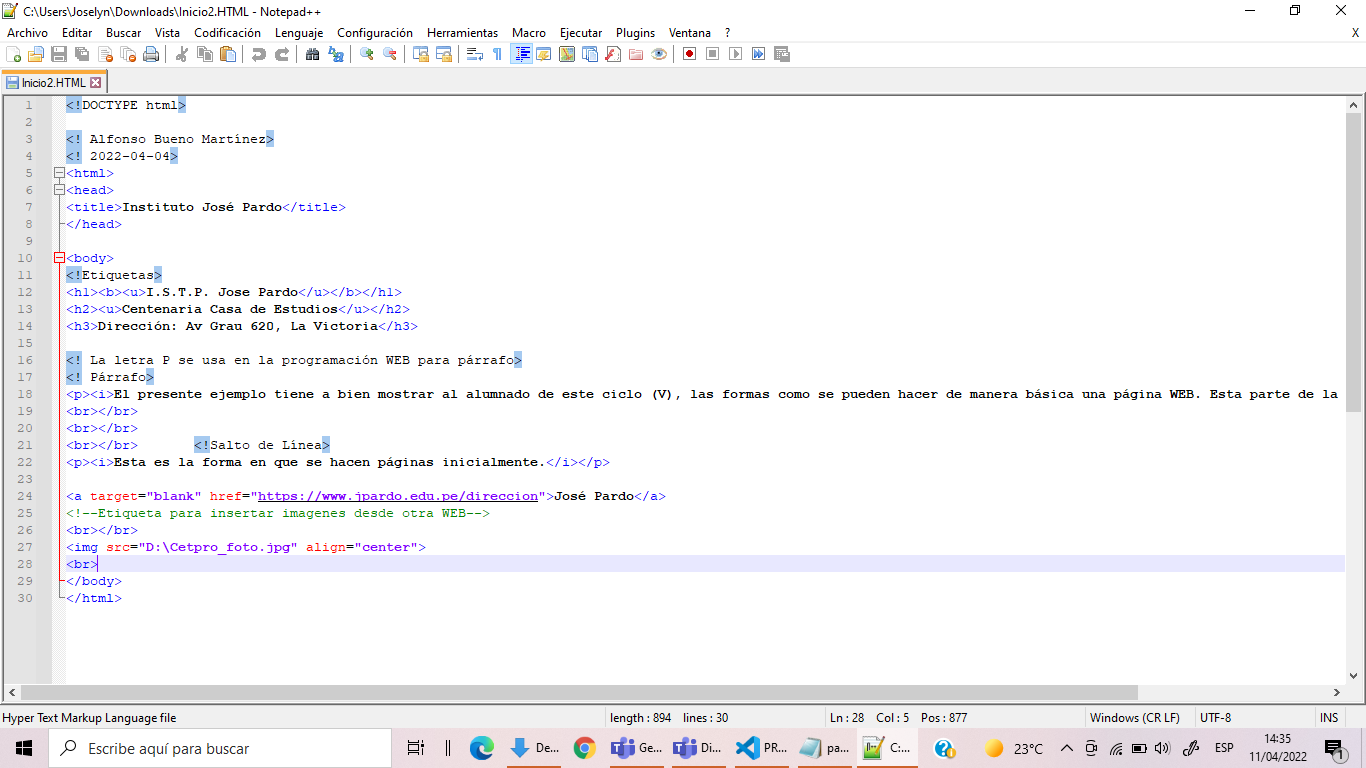 C:\Users\Joselyn\Downloads\Inicio2.HTML - Notepad++
Archivo Editar Buscar Vista Codificación Lenguaje Configuración Herramientas Macro Ejecutar Plugins Ventana ? X
Inicio2.HTML
1 <!DOCTYPE html>
2
3 <! Alfonso Bueno Martínez>
4 <! 2022-04-04>
5 <html>
6 <head>
7 <title>Instituto José Pardo</title>
8 </head>
9
10 <body>
11 <!Etiquetas>
12 <h1><b><u>I.S.T.P. Jose Pardo</u></b></h1>
13 <h2><u>Centenaria Casa de Estudios</u></h2>
14 <h3>Dirección: Av Grau 620, La Victoria</h3>
15
16 <! La letra P se usa en la programación WEB para párrafo>
17 <! Párrafo>
18 <p><i>El presente ejemplo tiene a bien mostrar al alumnado de este ciclo (V), las formas como se pueden hacer de manera básica una página WEB. Esta parte de la
19 <br></br>
20 <br></br>
21 <br></br> <!Salto de Línea>
22 <p><i>Esta es la forma en que se hacen páginas inicialmente.</i></p>
23
24 <a target="blank" href="https://www.jpardo.edu.pe/direccion">José Pardo</a>
25 <!--Etiqueta para insertar imagenes desde otra WEB-->
26 <br></br>
27 <img src="D:\Cetpro_foto.jpg" align="center">
28 <br>
29 </body>
30 </html>
Hyper Text Markup Language file length : 894 lines : 30 Ln : 28 Col : 5 Pos : 877 Windows (CR LF) UTF-8 INS
Escribe aquí para buscar De... Ge... Di... PR... pa... C:... 23°C ESP 14:35
11/04/2022 1